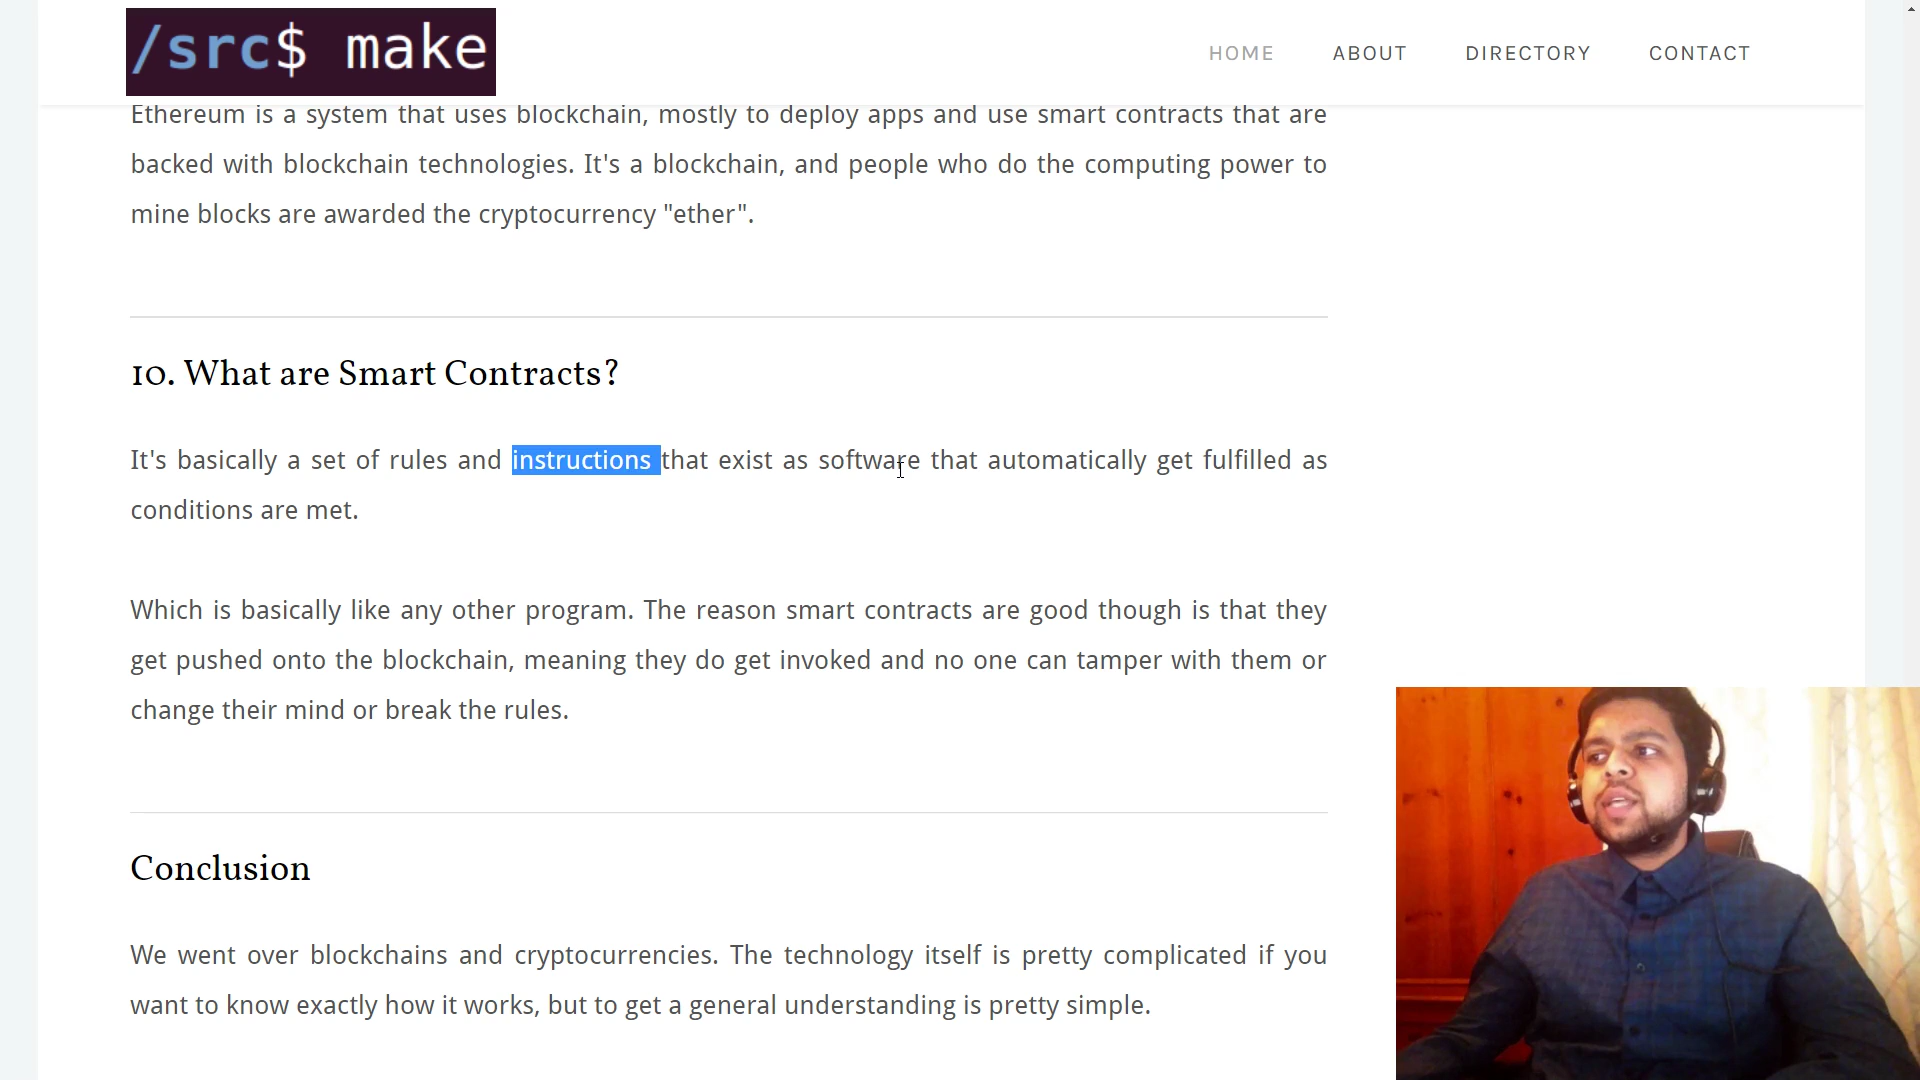 /src$ make
HOME ABOUT DIRECTORY CONTACT
Ethereum is a system that uses blockchain, mostly to deploy apps and use smart contracts that are
backed with blockchain technologies. It's a blockchain, and people who do the computing power to
mine blocks are awarded the cryptocurrency "ether".
10. What are Smart Contracts?
It's basically a set of rules and instructions that exist as software that automatically get fulfilled as
conditions are met.
Which is basically like any other program. The reason smart contracts are good though is that they
get pushed onto the blockchain, meaning they do get invoked and no one can tamper with them or
change their mind or break the rules.
Conclusion
We went over blockchains and cryptocurrencies. The technology itself is pretty complicated if you
want to know exactly how it works, but to get a general understanding is pretty simple.